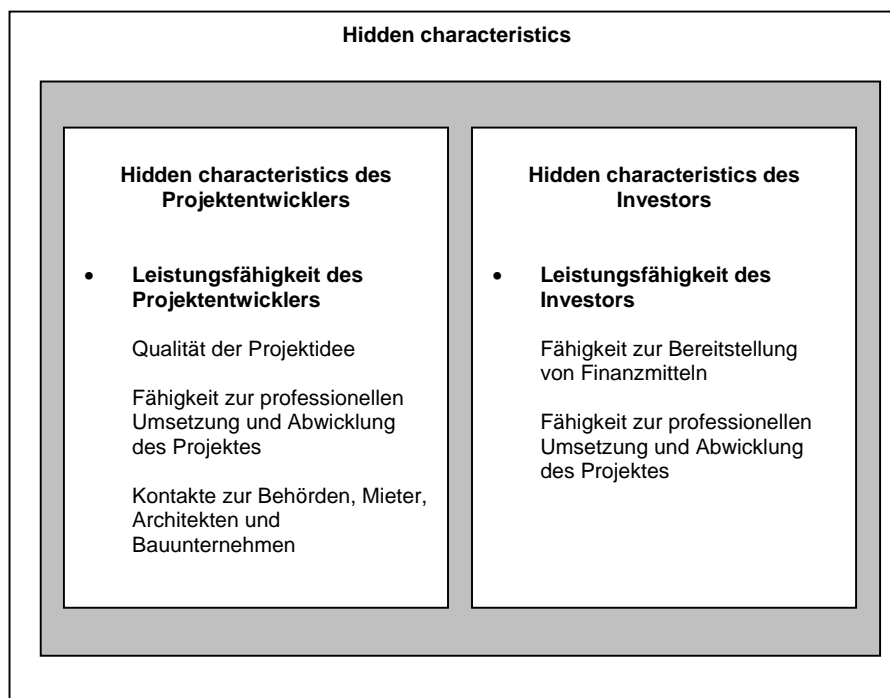 Hidden characteristics
Hidden characteristics des
Projektentwicklers
• Leistungsfähigkeit des
Projektentwicklers
Qualität der Projektidee
Fähigkeit zur professionellen
Umsetzung und Abwicklung
des Projektes
Kontakte zur Behörden, Mieter,
Architekten und
Bauunternehmen
Hidden characteristics des
Investors
• Leistungsfähigkeit des
Investors
Fähigkeit zur Bereitstellung
von Finanzmitteln
Fähigkeit zur professionellen
Umsetzung und Abwicklung
des Projektes